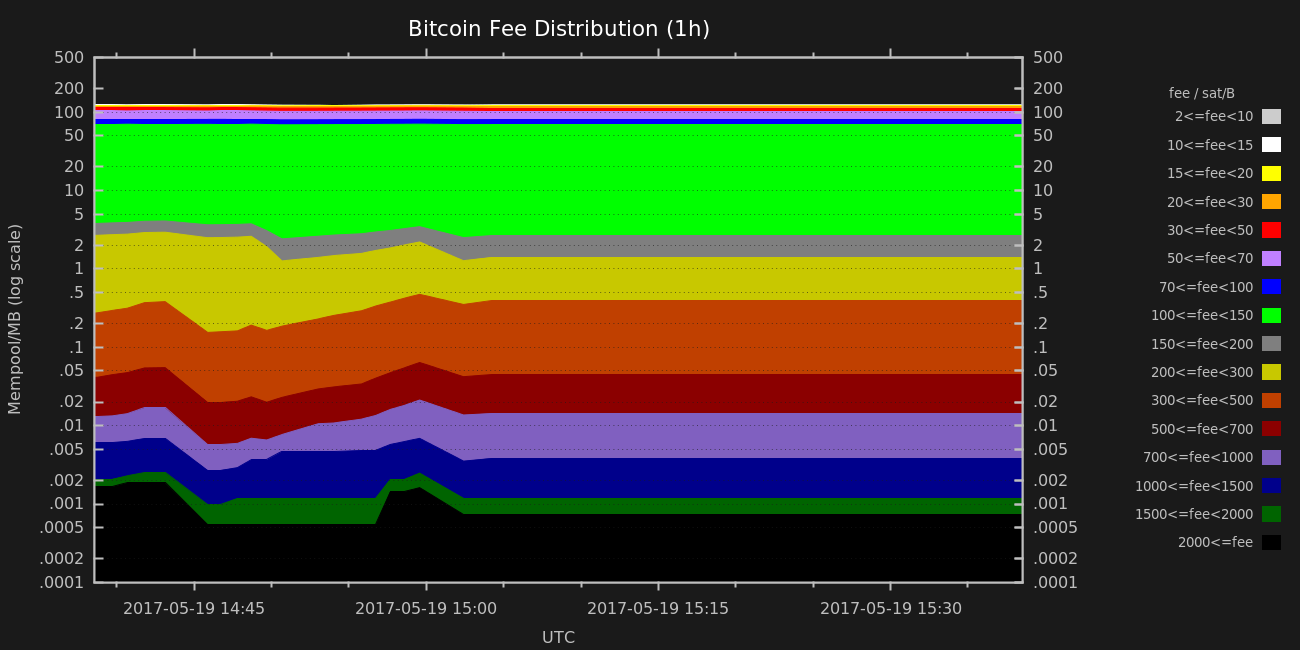 Bitcoin Fee Distribution (1h)
500
200
100
50
20
10
5
2
1
.5
.2
.1
.05
.02
.01
.005
.002
.001
.0005
.0002
.0001
Mempool/MB (log scale)
500
200
100
50
20
10
5
2
1
.5
.2
.1
.05
.02
.01
.005
.002
.001
.0005
.0002
.0001
2017-05-19 14:45
2017-05-19 15:00
2017-05-19 15:15
2017-05-19 15:30
UTC
fee / sat/B
2<=fee<10
10<=fee<15
15<=fee<20
20<=fee<30
30<=fee<50
50<=fee<70
70<=fee<100
100<=fee<150
150<=fee<200
200<=fee<300
300<=fee<500
500<=fee<700
700<=fee<1000
1000<=fee<1500
1500<=fee<2000
2000<=fee